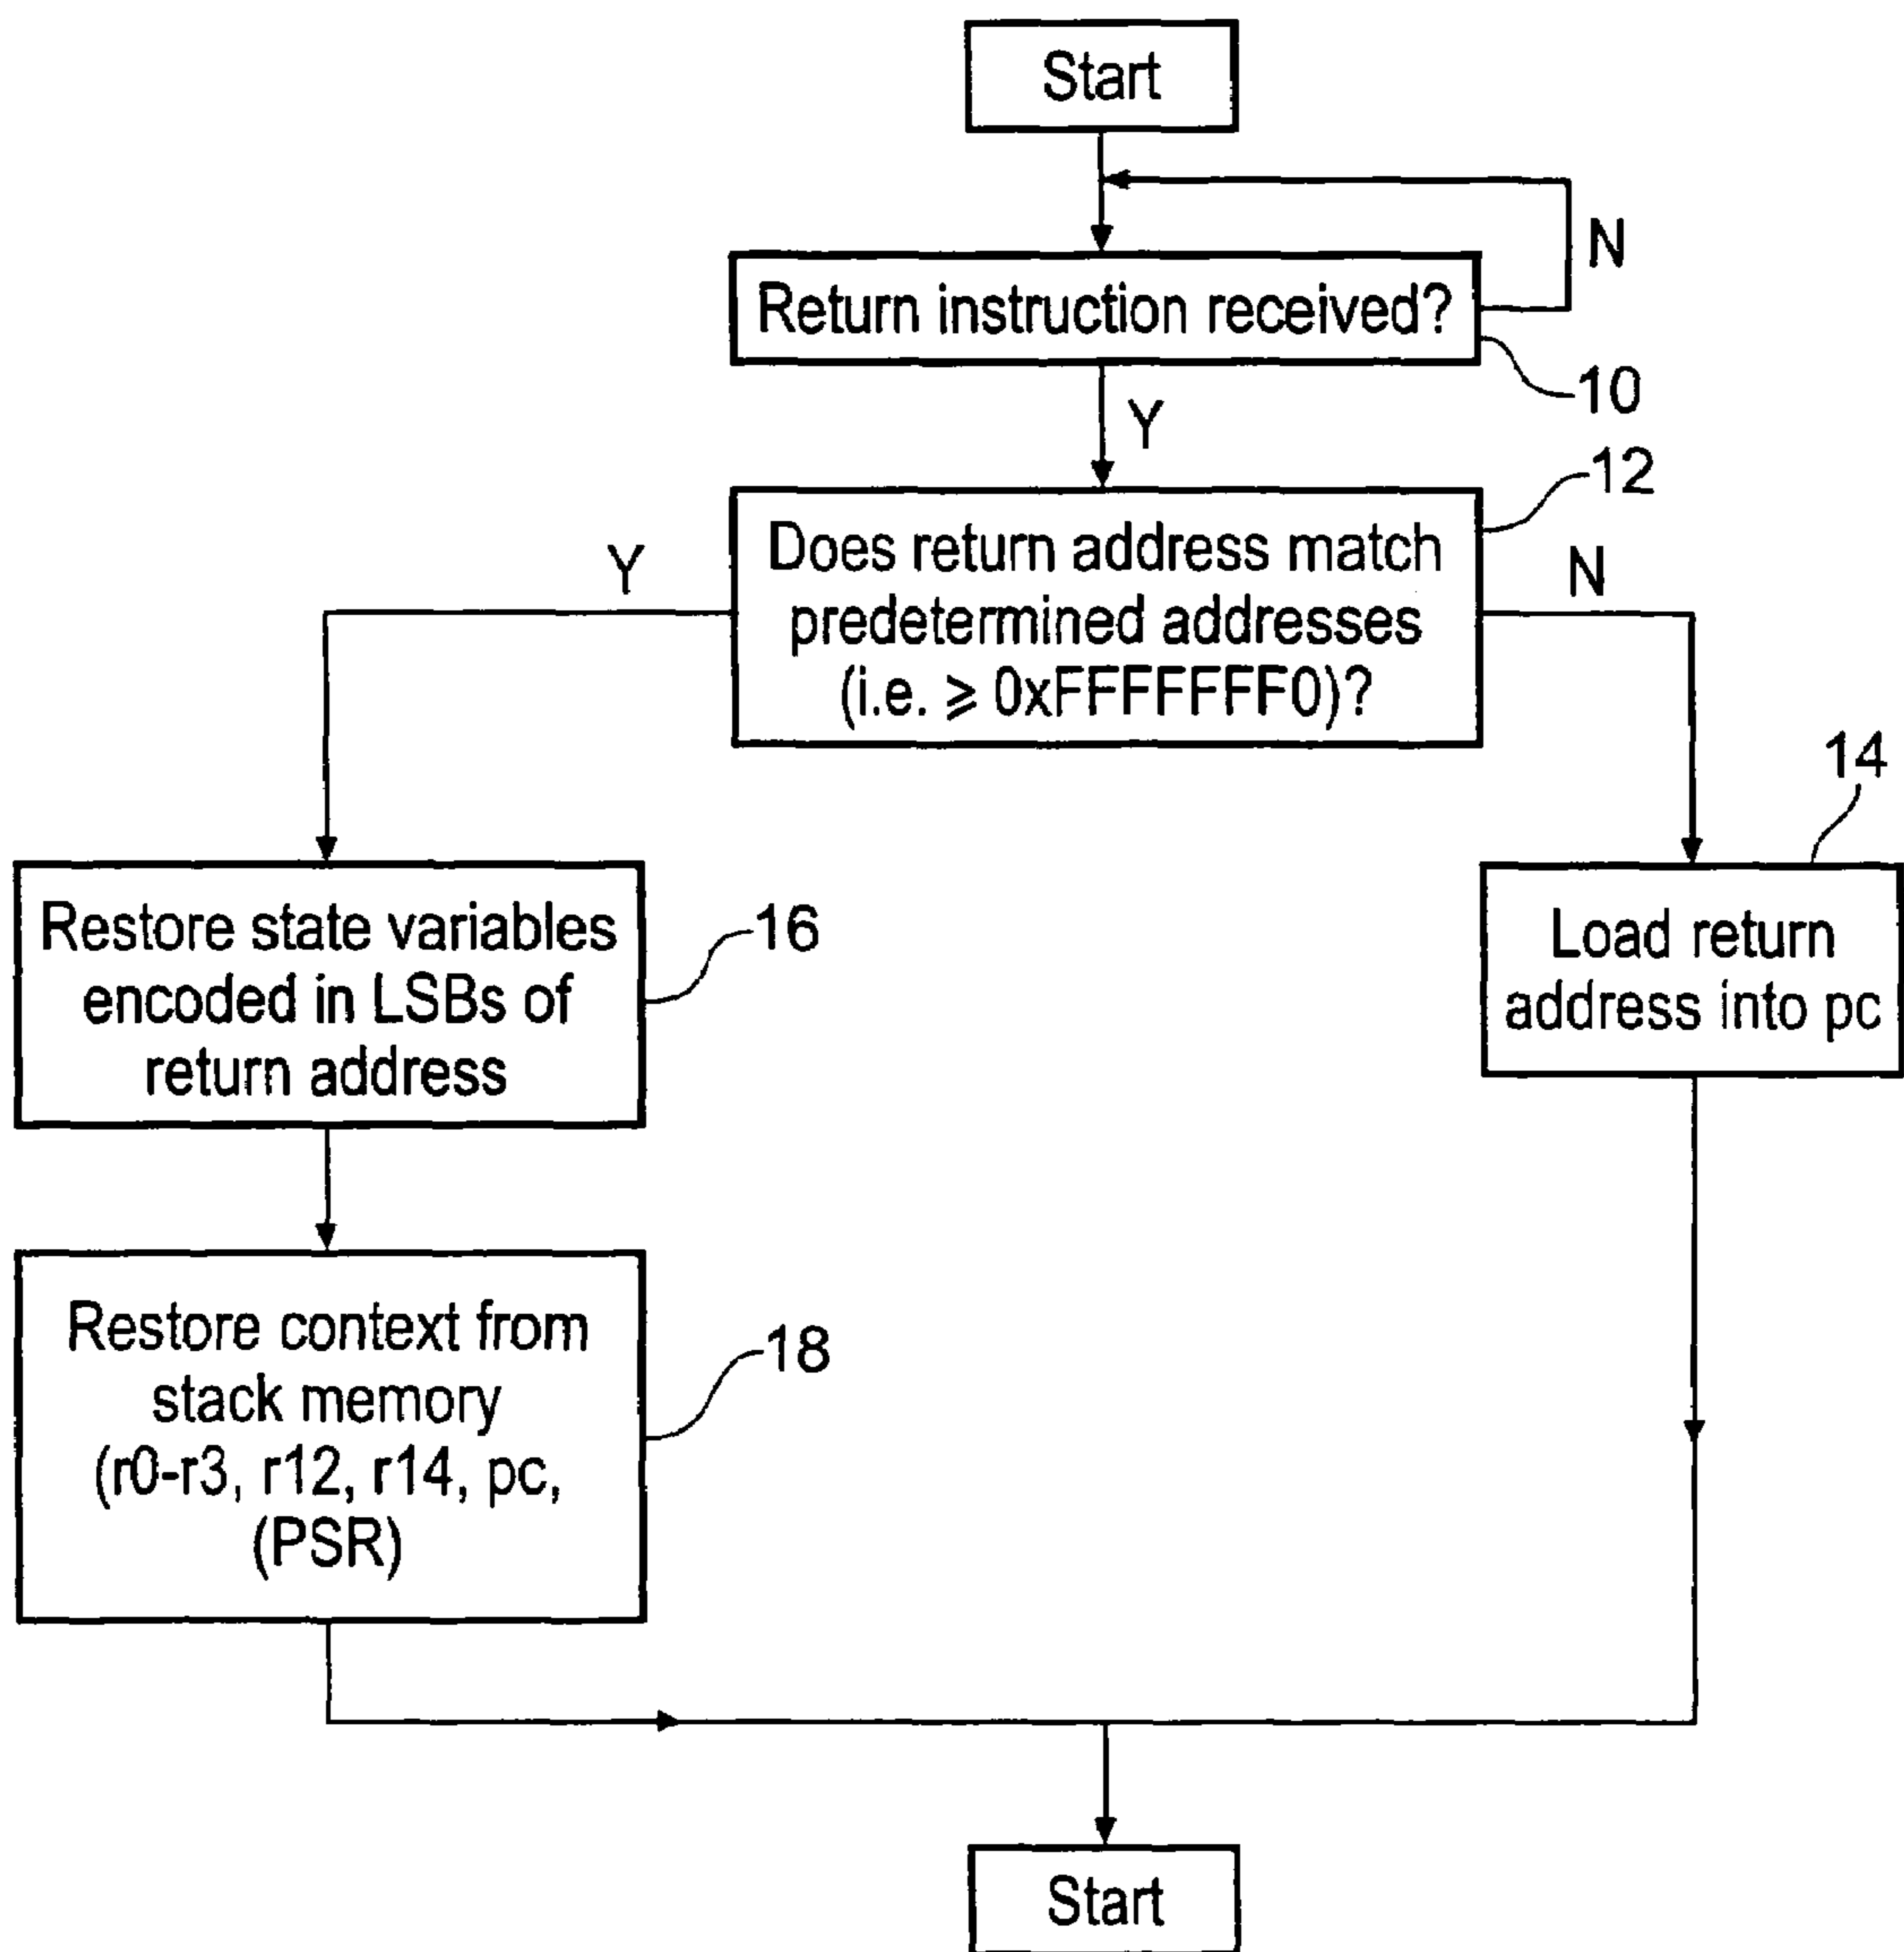 Start
N
Return instruction received?
10
Y
12
Does return address match
predetermined addresses
(i.e. ⩾ 0xFFFFFFF0)?
Y
N
14
Restore state variables
encoded in LSBs of
return address
16
Load return
address into pc
Restore context from
stack memory
(r0-r3, r12, r14, pc,
(PSR)
18
Start